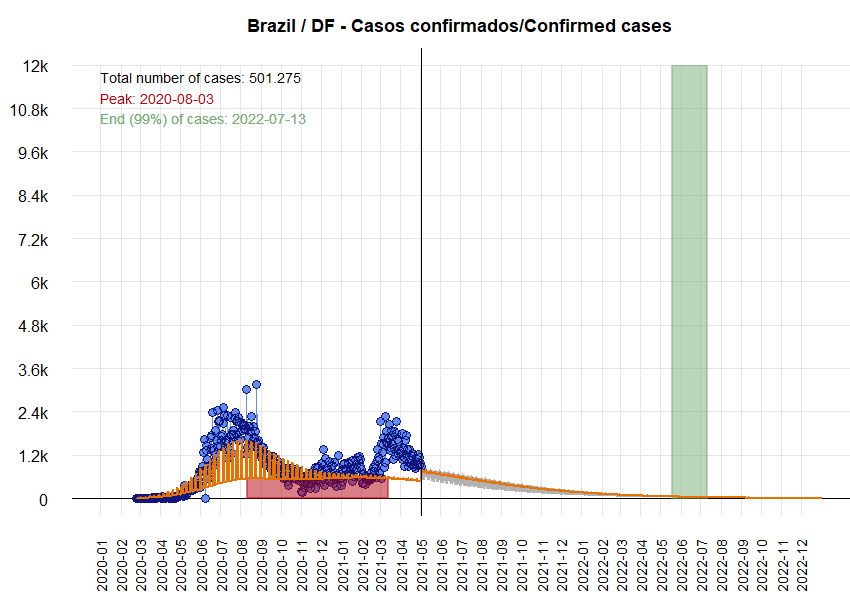 Brazil / DF - Casos confirmados/Confirmed cases
Total number of cases: 501.275
Peak: 2020-08-03
End (99%) of cases: 2022-07-13
12k
10.8k
9.6k
8.4k
7.2k
6k
4.8k
3.6k
2.4k
1.2k
0
2020-01
2020-02
2020-03
2020-04
2020-05
2020-06
2020-07
2020-08
2020-09
2020-10
2020-11
2020-12
2021-01
2021-02
2021-03
2021-04
2021-05
2021-06
2021-07
2021-08
2021-09
2021-10
2021-11
2021-12
2022-01
2022-02
2022-03
2022-04
2022-05
2022-06
2022-07
2022-08
2022-09
2022-10
2022-11
2022-12